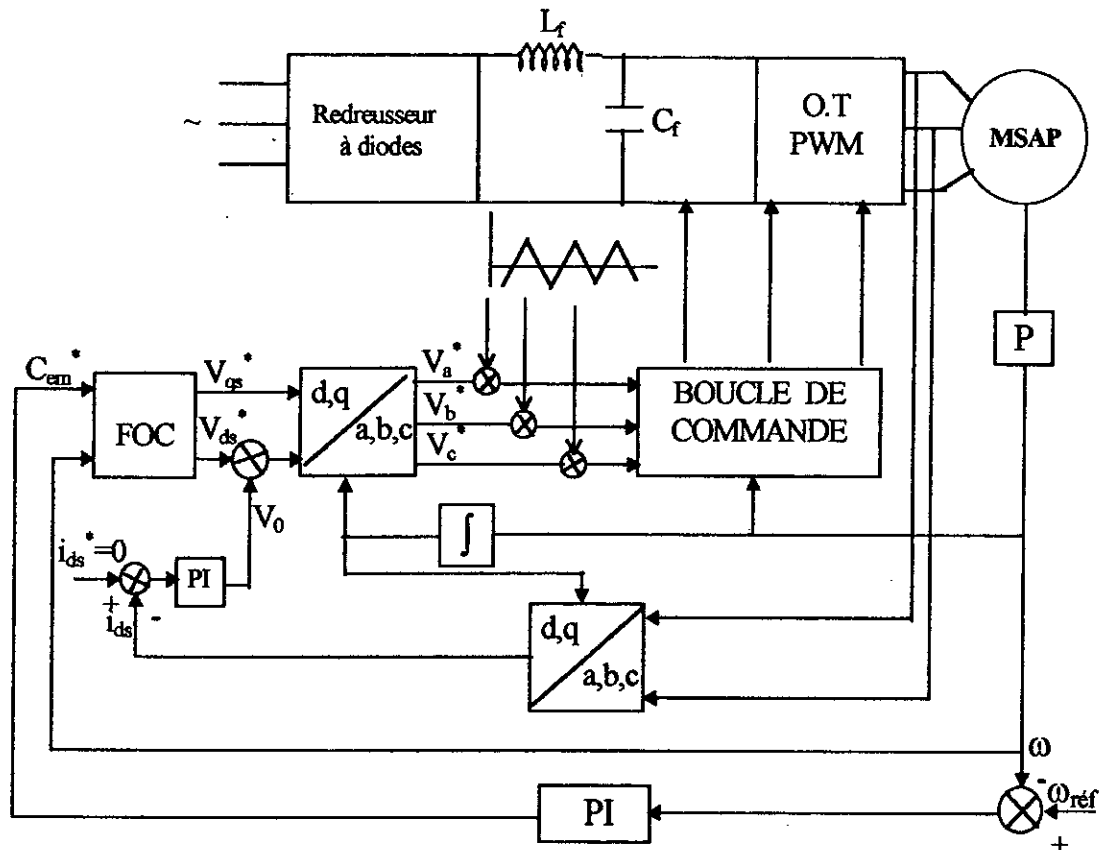 L_f
Redreusseur
à diodes
~
C_f
O.T
PWM
MSAP
P
C_em*
V_qs*
V_ds*
FOC
d,q
a,b,c
V_a*
V_b*
V_c*
BOUCLE DE
COMMANDE
V_0
∫
i_ds*=0
PI
+
i_ds
-
d,q
a,b,c
ω
-
ω_réf
+
PI